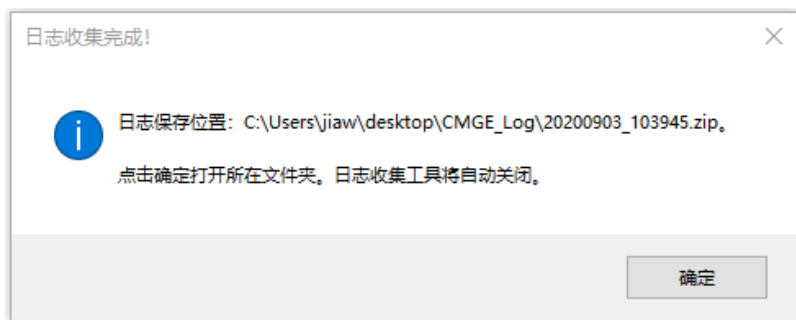 日志收集完成!
日志保存位置：C:\Users\jiaw\desktop\CMGE_Log\20200903_103945.zip。
点击确定打开所在文件夹。日志收集工具将自动关闭。
确定